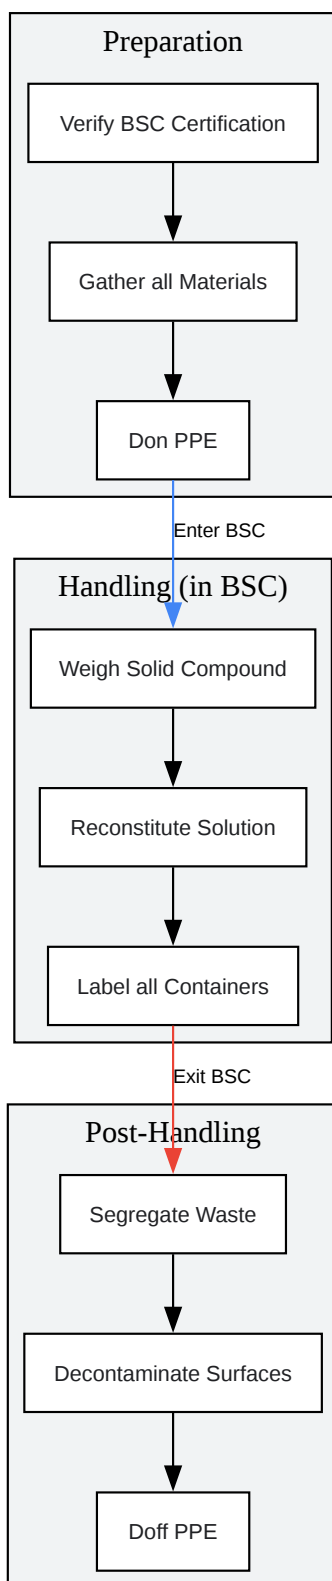 Preparation
Verify BSC Certification
Gather all Materials
Don PPE
Enter BSC
Handling (in BSC)
Weigh Solid Compound
Reconstitute Solution
Label all Containers
Exit BSC
Post-Handling
Segregate Waste
Decontaminate Surfaces
Doff PPE